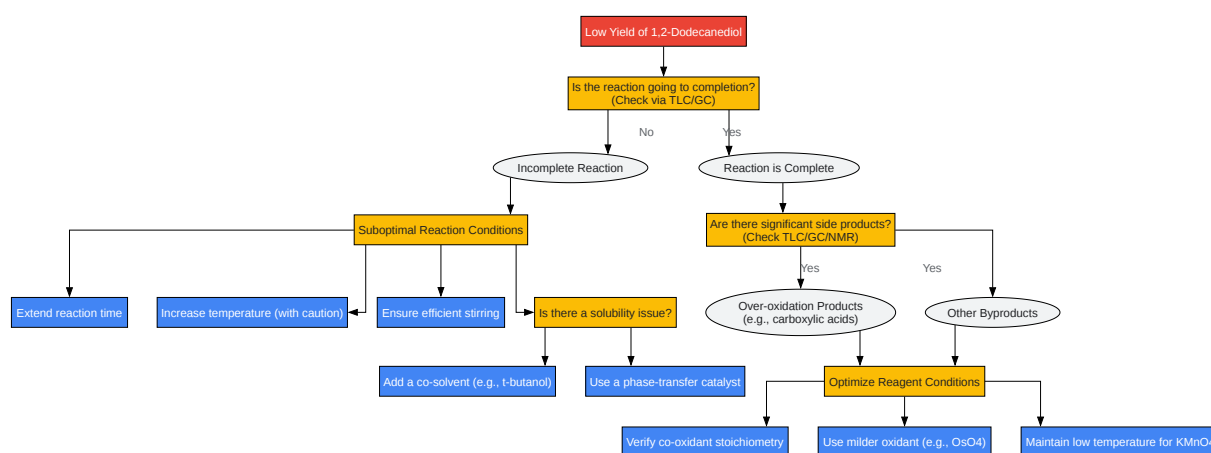 Low Yield of 1,2-Dodecanediol
Is the reaction going to completion?
(Check via TLC/GC)
No
Yes
Incomplete Reaction
Reaction is Complete
Suboptimal Reaction Conditions
Are there significant side products?
(Check TLC/GC/NMR)
Yes
Yes
Extend reaction time
Increase temperature (with caution)
Ensure efficient stirring
Is there a solubility issue?
Over-oxidation Products
(e.g., carboxylic acids)
Other Byproducts
Add a co-solvent (e.g., t-butanol)
Use a phase-transfer catalyst
Optimize Reagent Conditions
Verify co-oxidant stoichiometry
Use milder oxidant (e.g., OsO4)
Maintain low temperature for KMnO4